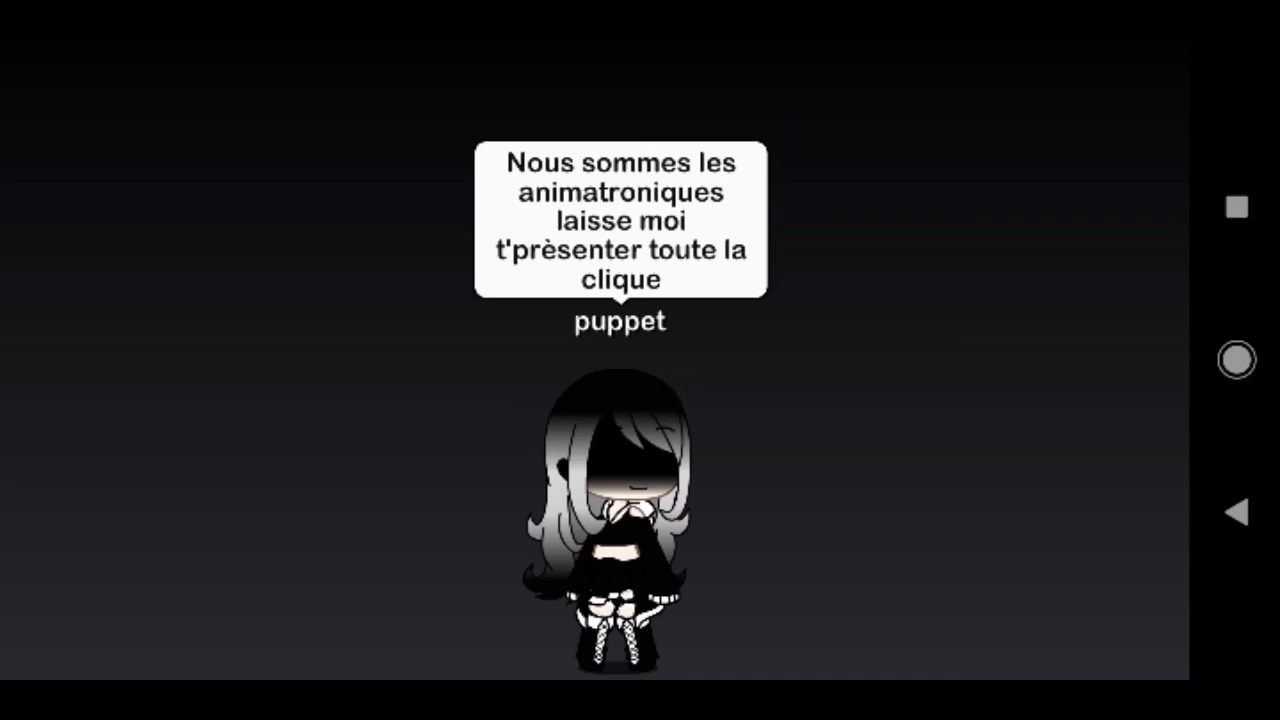 Nous sommes les
animatroniques
laisse moi
t'prèsenter toute la
clique
puppet